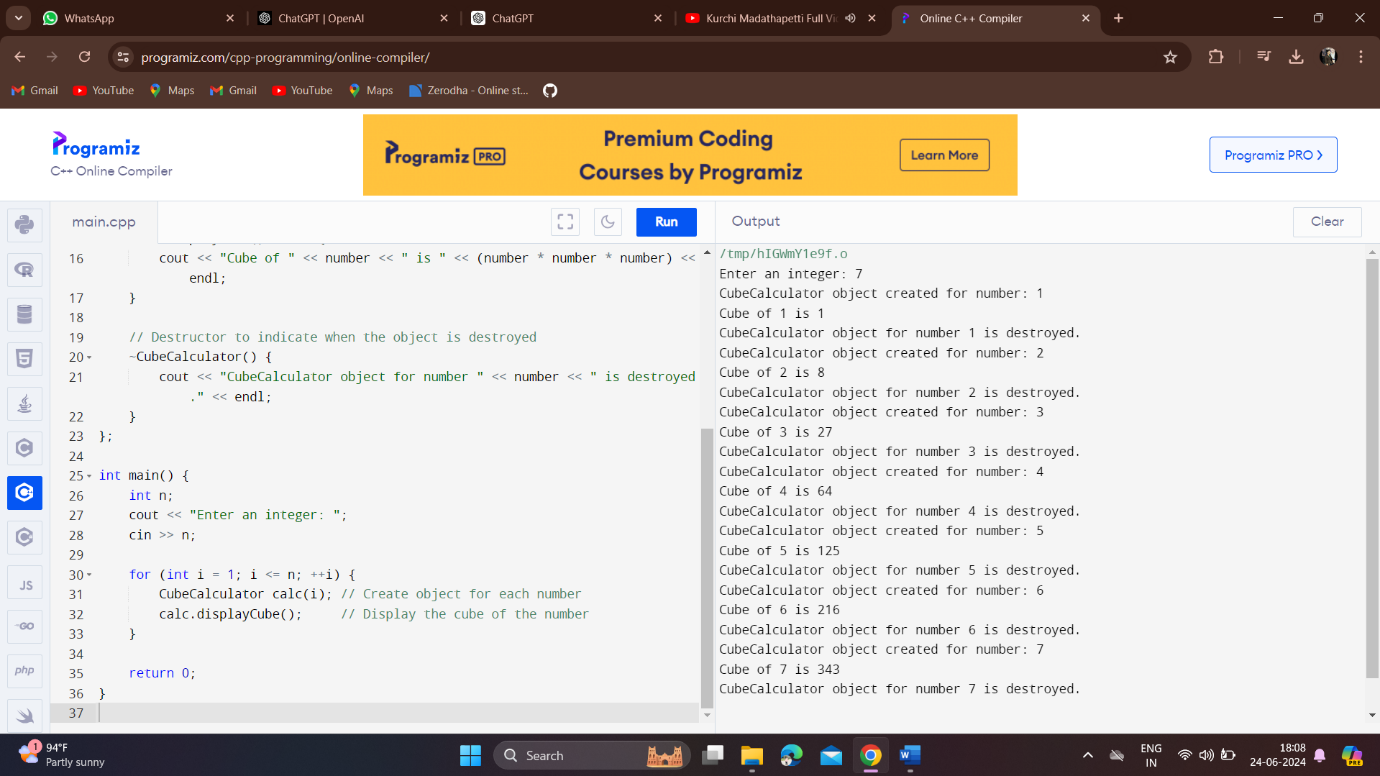 WhatsApp
ChatGPT | OpenAI
ChatGPT
Kurchi Madathapetti Full Vi
Online C++ Compiler
programiz.com/cpp-programming/online-compiler/
Gmail
YouTube
Maps
Gmail
YouTube
Maps
Zerodha - Online st...
Programiz
C++ Online Compiler
Programiz PRO
Premium Coding
Courses by Programiz
Learn More
Programiz PRO
main.cpp
Run
Output
Clear
16 cout << "Cube of " << number << " is " << (number * number * number) <<
endl;
17 }
18
19 // Destructor to indicate when the object is destroyed
20 ~CubeCalculator() {
21 cout << "CubeCalculator object for number " << number << " is destroyed
." << endl;
22 }
23 };
24
25 int main() {
26 int n;
27 cout << "Enter an integer: ";
28 cin >> n;
29
30 for (int i = 1; i <= n; ++i) {
31 CubeCalculator calc(i); // Create object for each number
32 calc.displayCube(); // Display the cube of the number
33 }
34
35 return 0;
36 }
37
/tmp/hIGWmY1e9f.o
Enter an integer: 7
CubeCalculator object created for number: 1
Cube of 1 is 1
CubeCalculator object for number 1 is destroyed.
CubeCalculator object created for number: 2
Cube of 2 is 8
CubeCalculator object for number 2 is destroyed.
CubeCalculator object created for number: 3
Cube of 3 is 27
CubeCalculator object for number 3 is destroyed.
CubeCalculator object created for number: 4
Cube of 4 is 64
CubeCalculator object for number 4 is destroyed.
CubeCalculator object created for number: 5
Cube of 5 is 125
CubeCalculator object for number 5 is destroyed.
CubeCalculator object created for number: 6
Cube of 6 is 216
CubeCalculator object for number 6 is destroyed.
CubeCalculator object created for number: 7
Cube of 7 is 343
CubeCalculator object for number 7 is destroyed.
JS
GO
php
1
94°F
Partly sunny
Search
W
ENG
IN
18:08
24-06-2024
PRE